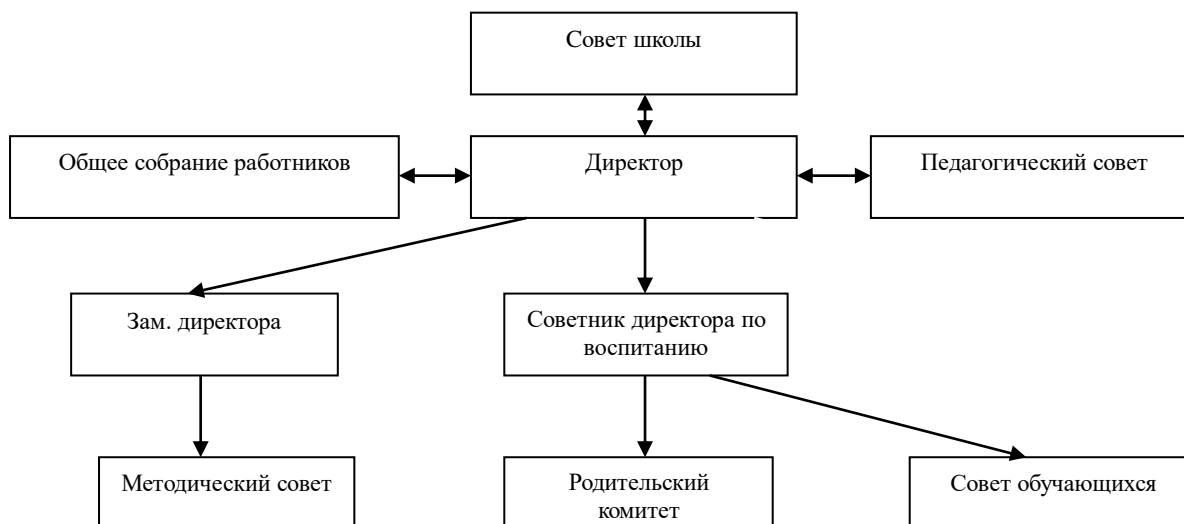 Совет школы
Общее собрание работников
Директор
Педагогический совет
Зам. директора
Советник директора по
воспитанию
Методический совет
Родительский
комитет
Совет обучающихся